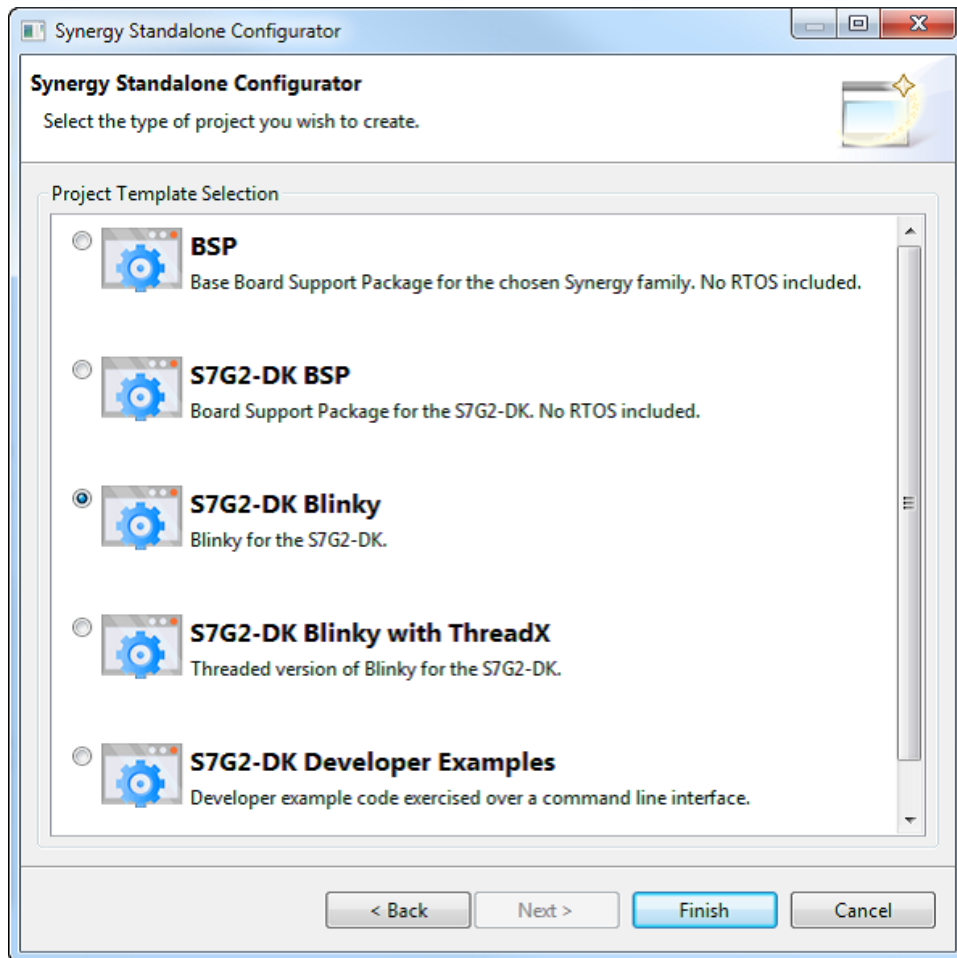 Synergy Standalone Configurator
Synergy Standalone Configurator
Select the type of project you wish to create.
Project Template Selection
BSP
Base Board Support Package for the chosen Synergy family. No RTOS included.
S7G2-DK BSP
Board Support Package for the S7G2-DK. No RTOS included.
S7G2-DK Blinky
Blinky for the S7G2-DK.
S7G2-DK Blinky with ThreadX
Threaded version of Blinky for the S7G2-DK.
S7G2-DK Developer Examples
Developer example code exercised over a command line interface.
< Back Next > Finish Cancel